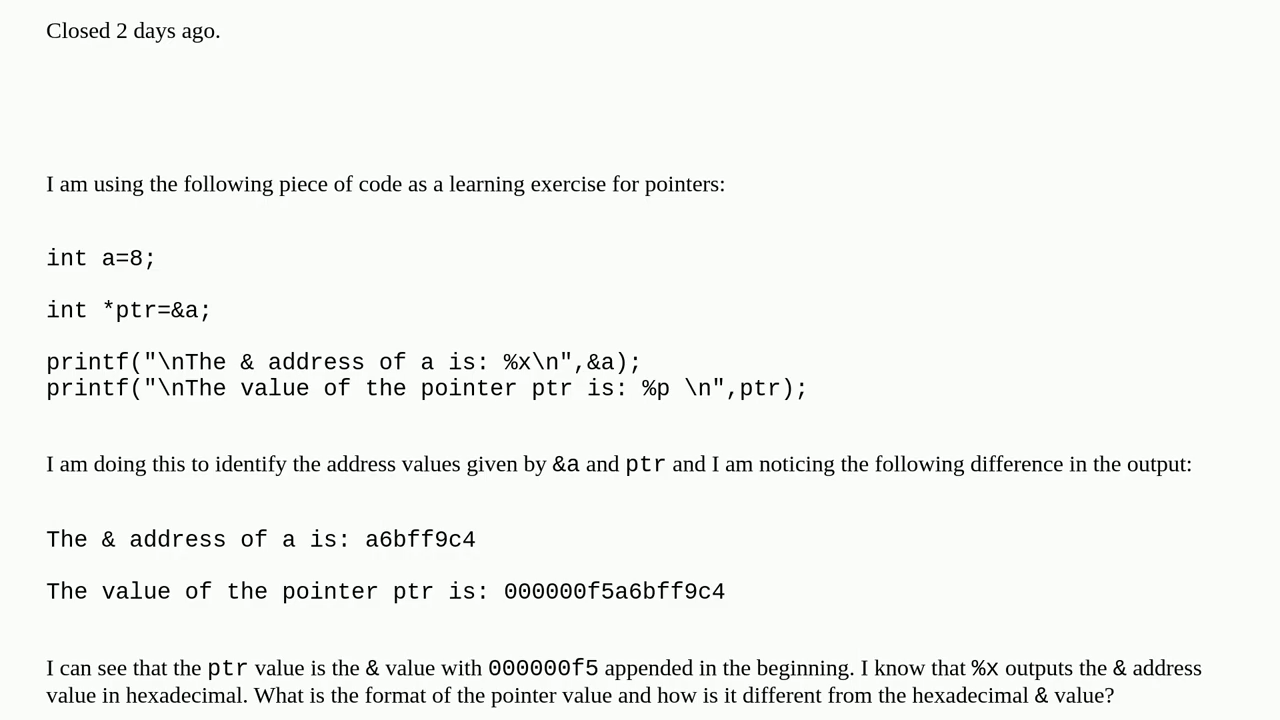 Closed 2 days ago.
I am using the following piece of code as a learning exercise for pointers:
int a=8;
int *ptr=&a;
printf("\nThe & address of a is: %x\n",&a);
printf("\nThe value of the pointer ptr is: %p \n",ptr);
I am doing this to identify the address values given by &a and ptr and I am noticing the following difference in the output:
The & address of a is: a6bff9c4
The value of the pointer ptr is: 000000f5a6bff9c4
I can see that the ptr value is the & value with 000000f5 appended in the beginning. I know that %x outputs the & address
value in hexadecimal. What is the format of the pointer value and how is it different from the hexadecimal & value?